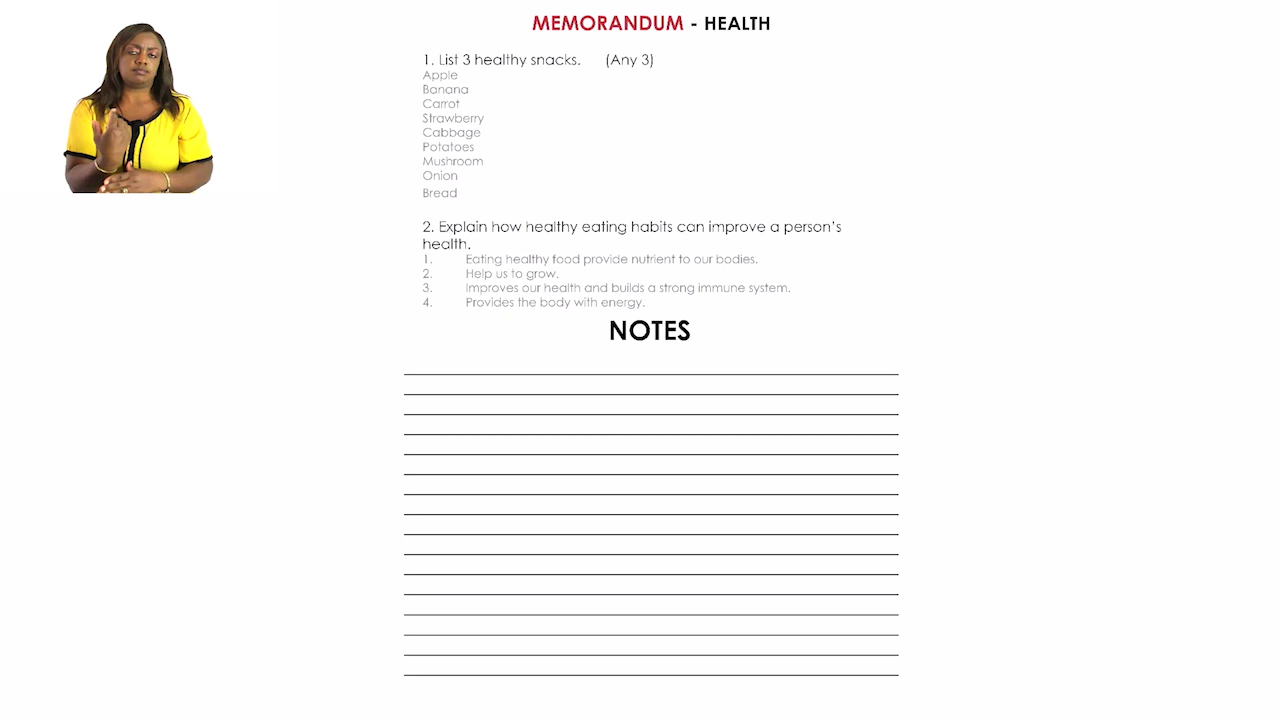 MEMORANDUM - HEALTH
1. List 3 healthy snacks. (Any 3)
Apple
Banana
Carrot
Strawberry
Cabbage
Potatoes
Mushroom
Onion
Bread
2. Explain how healthy eating habits can improve a person's
health.
1. Eating healthy food provide nutrient to our bodies.
2. Help us to grow.
3. Improves our health and builds a strong immune system.
4. Provides the body with energy.
NOTES